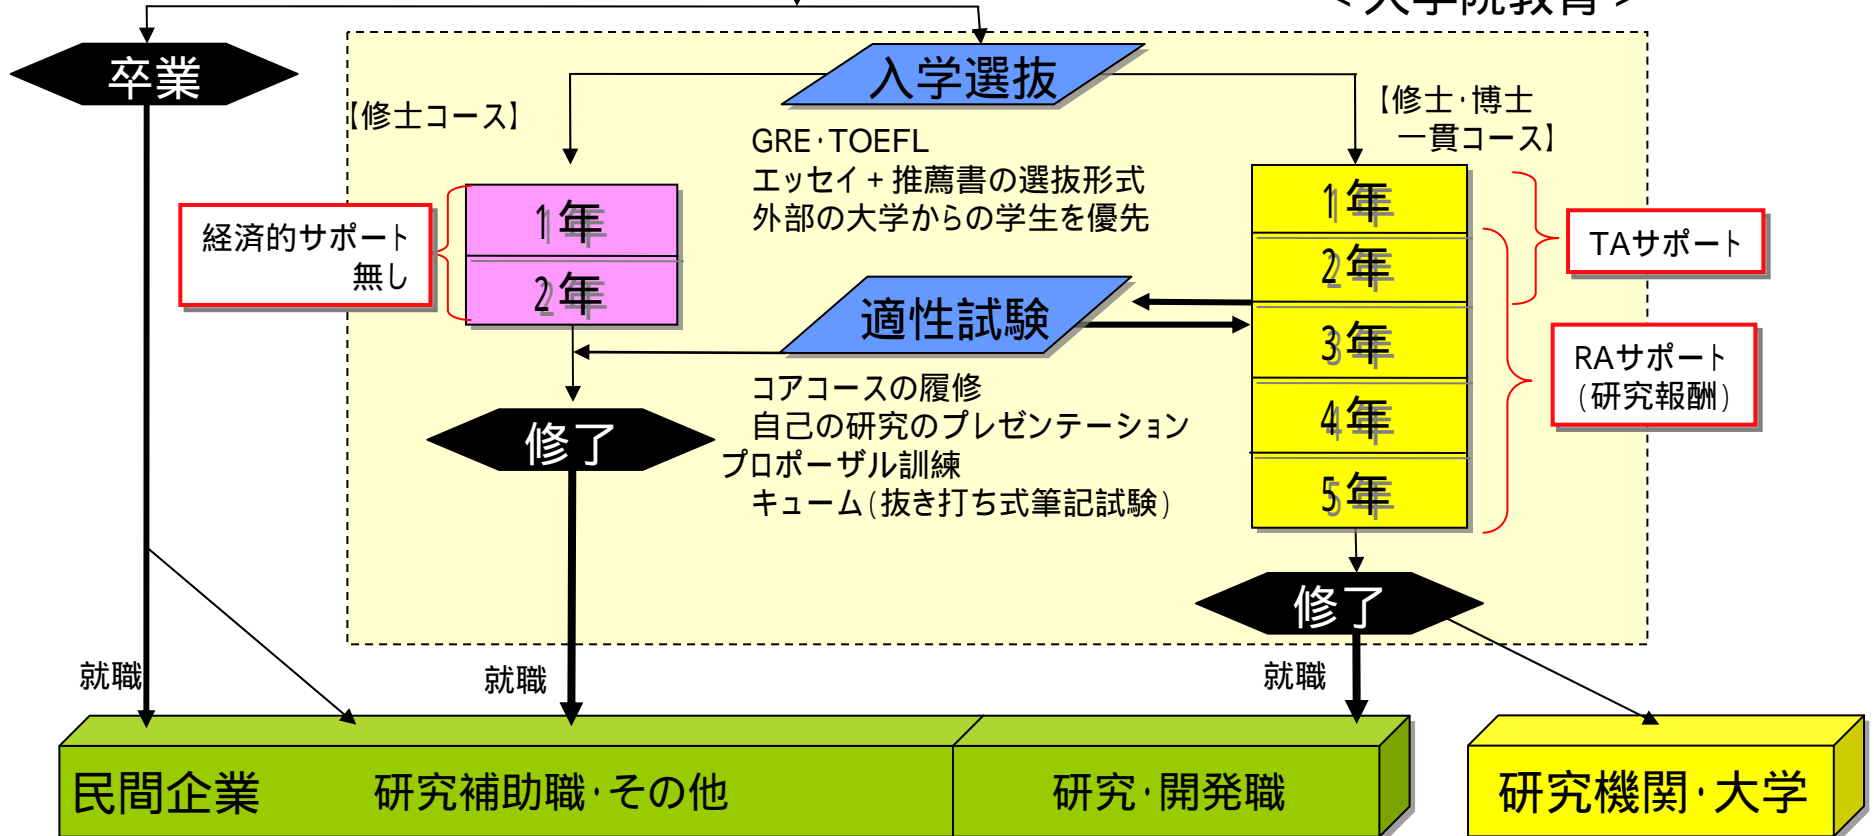 <大学院教育>
卒業
入学選抜
【修士コース】
【修士・博士
一貫コース】
GRE・TOEFL
エッセイ+推薦書の選抜形式
外部の大学からの学生を優先
経済的サポート
無し
1年
2年
1年
2年
3年
4年
5年
TAサポート
RAサポート
(研究報酬)
適性試験
コアコースの履修
自己の研究のプレゼンテーション
プロポーザル訓練
キューム(抜き打ち式筆記試験)
修了
修了
就職
就職
就職
民間企業
研究補助職・その他
研究・開発職
研究機関・大学